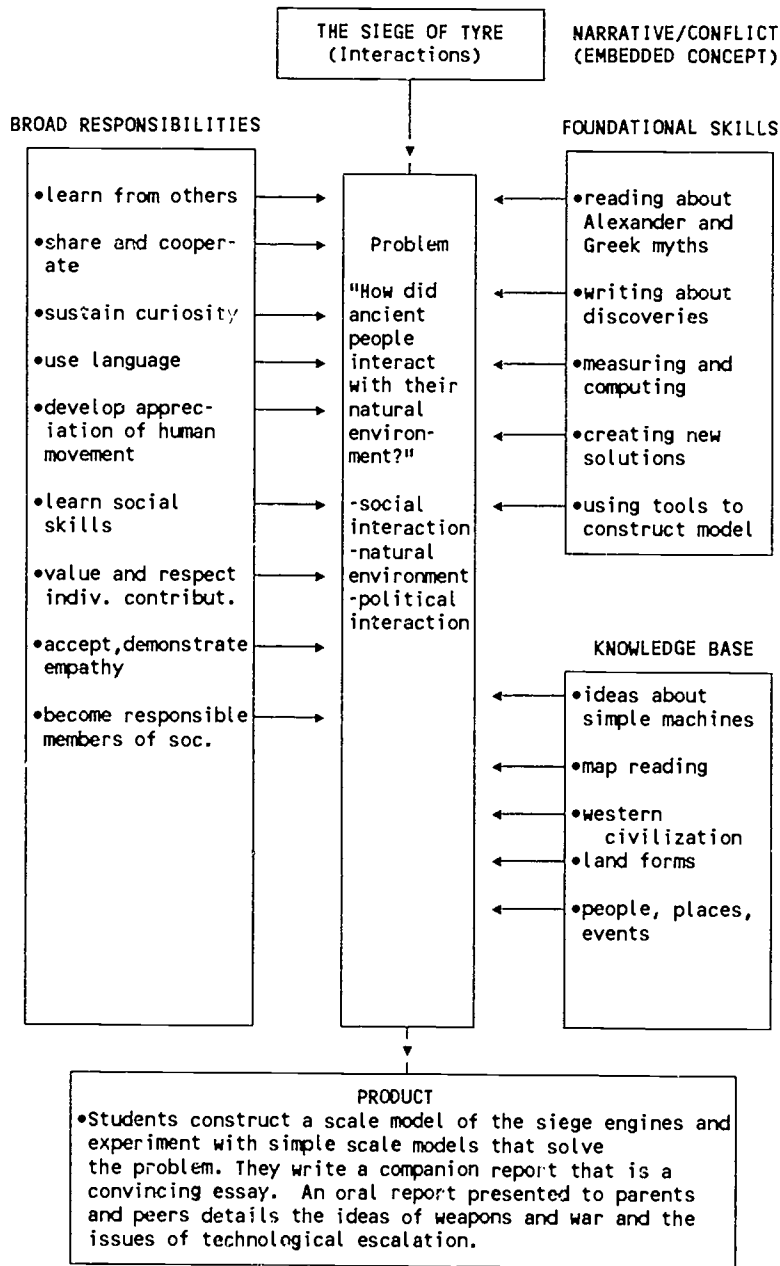 THE SIEGE OF TYRE
(Interactions)
NARRATIVE/CONFLICT
(EMBEDDED CONCEPT)
BROAD RESPONSIBILITIES
•learn from others
•share and cooper-
ate
•sustain curiosity
•use language
•develop apprec-
iation of human
movement
•learn social
skills
•value and respect
indiv. contribut.
•accept,demonstrate
empathy
•become responsible
members of soc.
Problem
"How did
ancient
people
interact
with their
natural
environ-
ment?"
-social
interaction
-natural
environment
-political
interaction
FOUNDATIONAL SKILLS
•reading about
Alexander and
Greek myths
•writing about
discoveries
•measuring and
computing
•creating new
solutions
•using tools to
construct model
KNOWLEDGE BASE
•ideas about
simple machines
•map reading
•western
civilization
•land forms
•people, places,
events
PRODUCT
•Students construct a scale model of the siege engines and
experiment with simple scale models that solve
the problem. They write a companion report that is a
convincing essay. An oral report presented to parents
and peers details the ideas of weapons and war and the
issues of technological escalation.